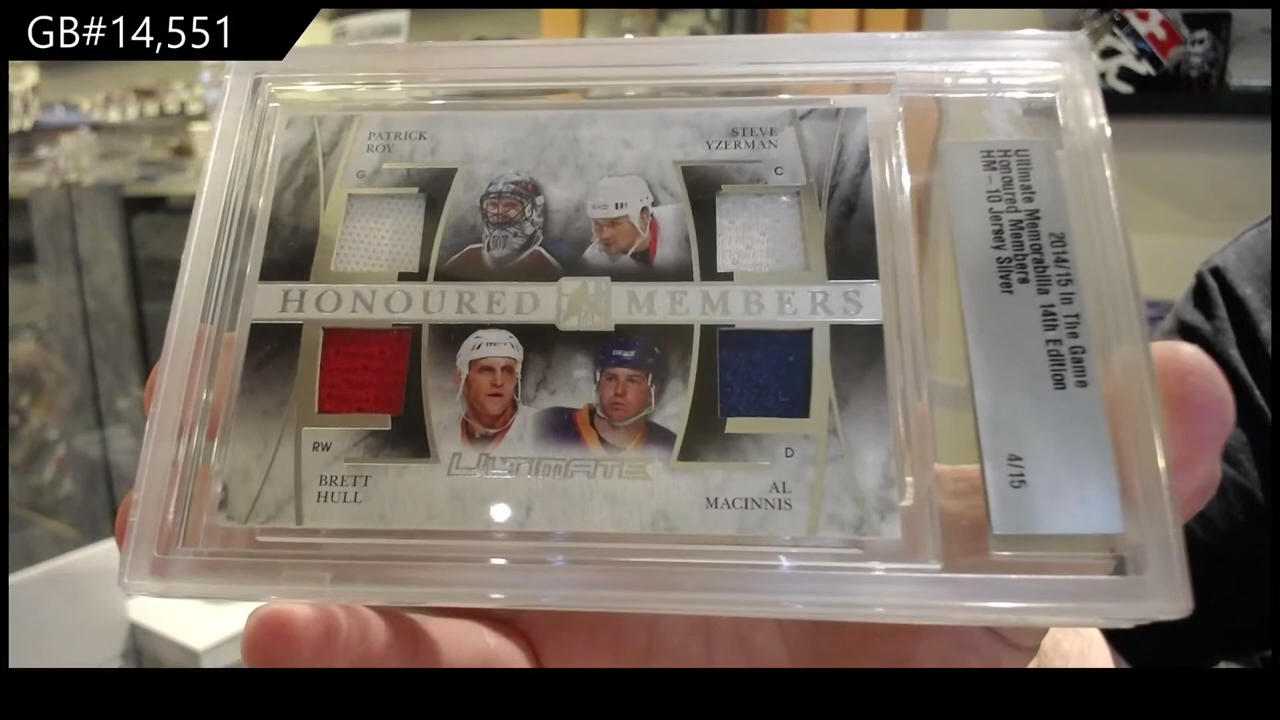 GB#14,551
PATRICK
ROY
G
STEVE
YZERMAN
C
HONOURED MEMBERS
RW
BRETT
HULL
ULTIMATE
D
AL
MACINNIS
2014/15 In The Game
Ultimate Memorabilia 14th Edition
Honoured Members
HM - 10 Jersey Silver
4/15